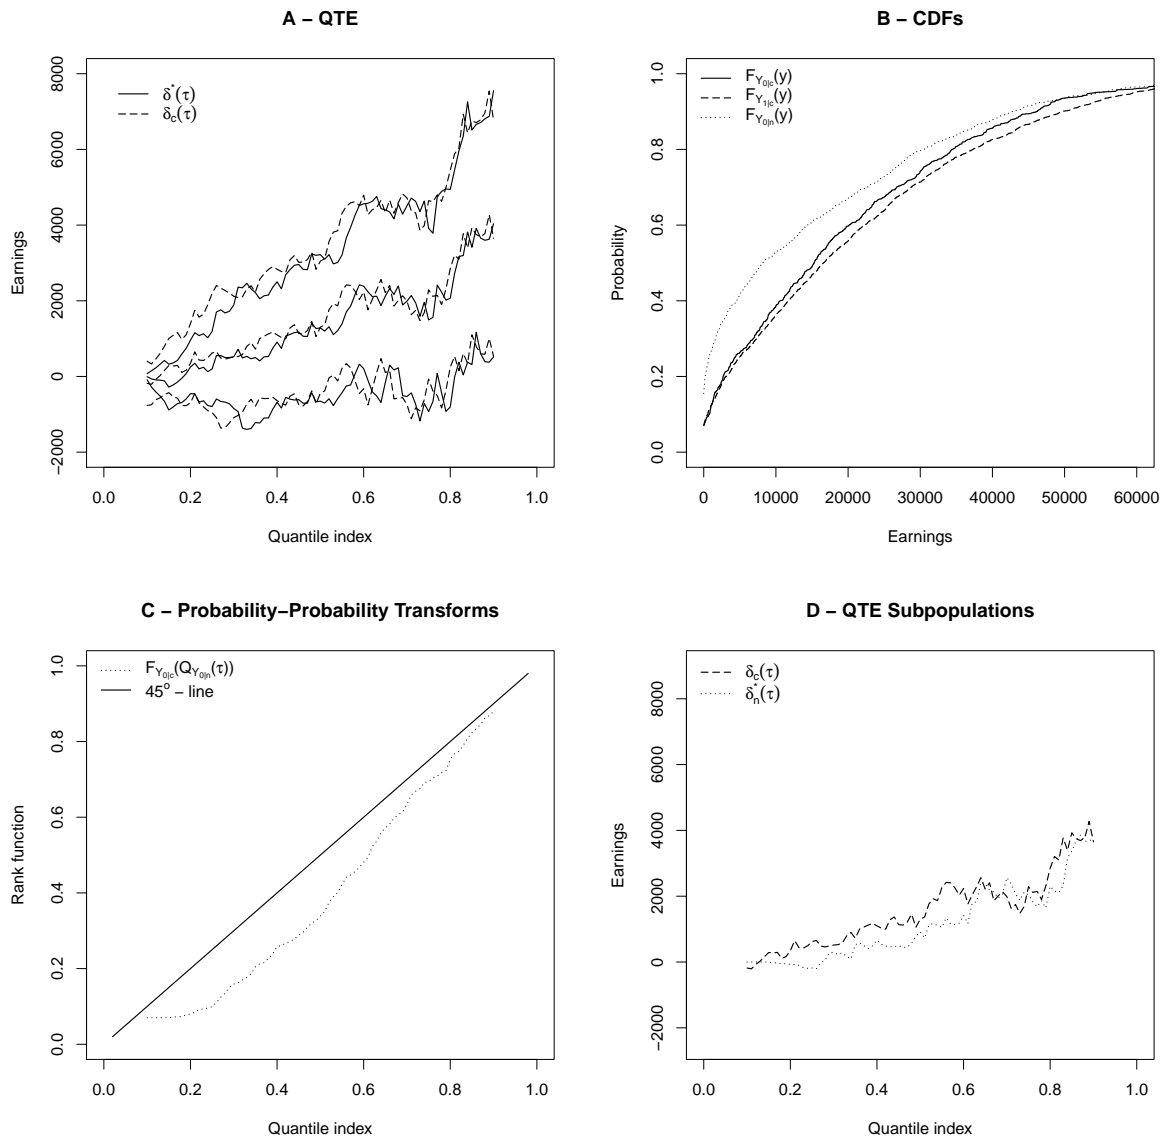 A − QTE
8000
6000
4000
2000
0
−2000
Earnings
δ*(τ)
δc(τ)
0.0 0.2 0.4 0.6 0.8 1.0
Quantile index
B − CDFs
1.0
0.8
0.6
0.4
0.2
0.0
Probability
FY0|c(y)
FY1|c(y)
FY0|n(y)
0 10000 20000 30000 40000 50000 60000
Earnings
C − Probability−Probability Transforms
1.0
0.8
0.6
0.4
0.2
0.0
Rank function
FY0|c(QY0|n(τ))
45o − line
0.0 0.2 0.4 0.6 0.8 1.0
Quantile index
D − QTE Subpopulations
8000
6000
4000
2000
0
−2000
Earnings
δc(τ)
δ*n(τ)
0.0 0.2 0.4 0.6 0.8 1.0
Quantile index